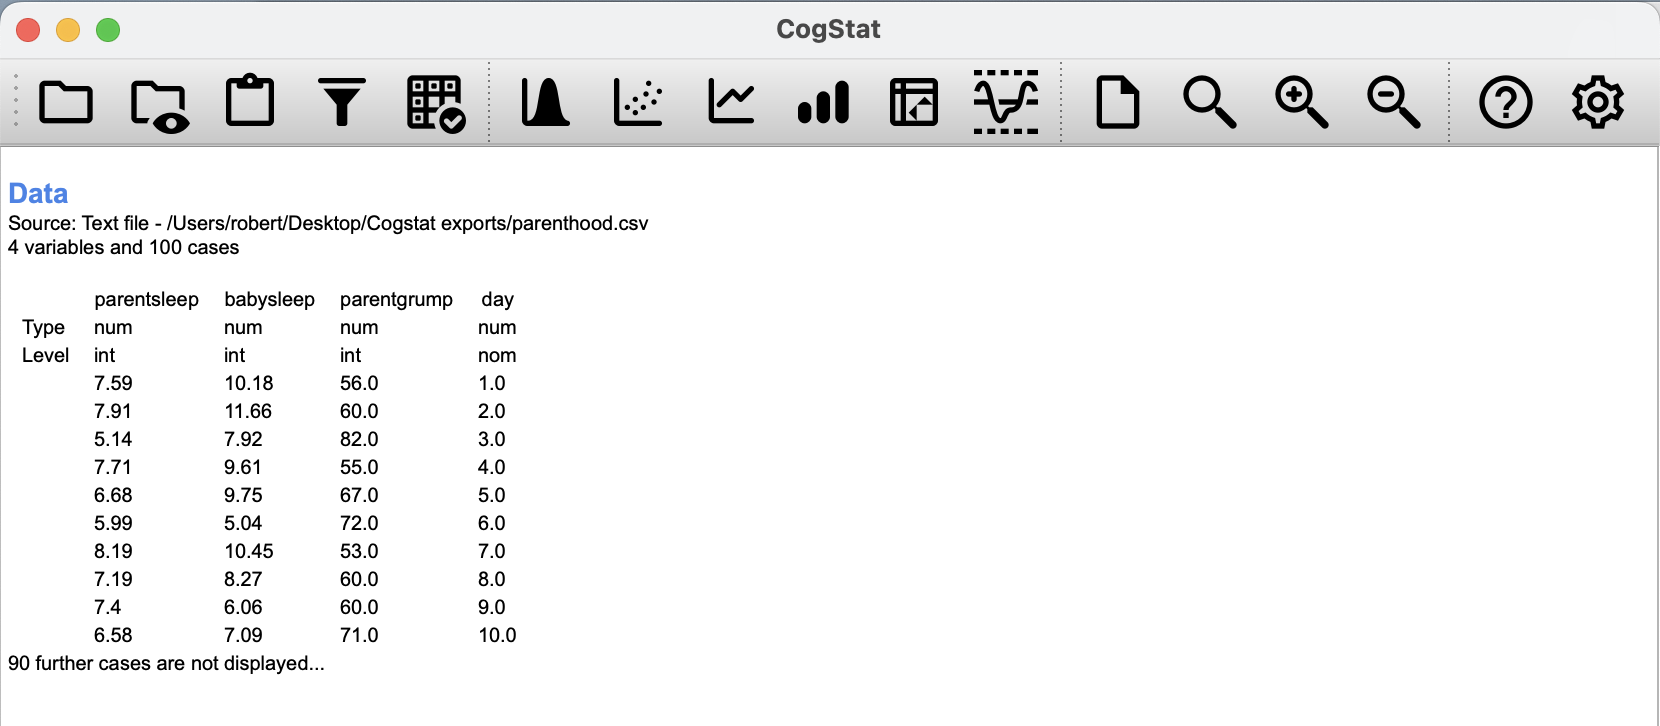 CogStat
Data
Source: Text file - /Users/robert/Desktop/Cogstat exports/parenthood.csv
4 variables and 100 cases
parentsleep babysleep parentgrump day
Type num num num num
Level int int int nom
7.59 10.18 56.0 1.0
7.91 11.66 60.0 2.0
5.14 7.92 82.0 3.0
7.71 9.61 55.0 4.0
6.68 9.75 67.0 5.0
5.99 5.04 72.0 6.0
8.19 10.45 53.0 7.0
7.19 8.27 60.0 8.0
7.4 6.06 60.0 9.0
6.58 7.09 71.0 10.0
90 further cases are not displayed...